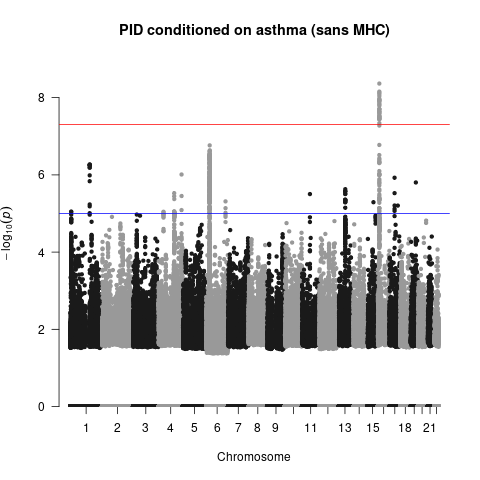 PID conditioned on asthma (sans MHC)
8
6
4
2
0
− log10(p)
1 2 3 4 5 6 7 8 9 11 13 15 18 21
Chromosome